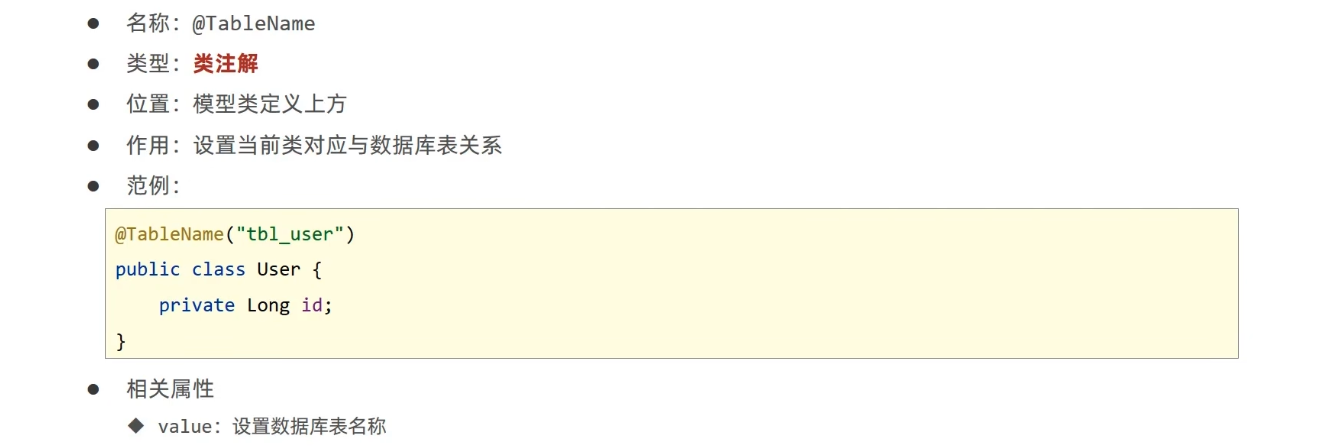 ● 名称：@TableName
● 类型：类注解
● 位置：模型类定义上方
● 作用：设置当前类对应与数据库表关系
● 范例：
@TableName("tbl_user")
public class User {
    private Long id;
}
● 相关属性
◆ value：设置数据库表名称